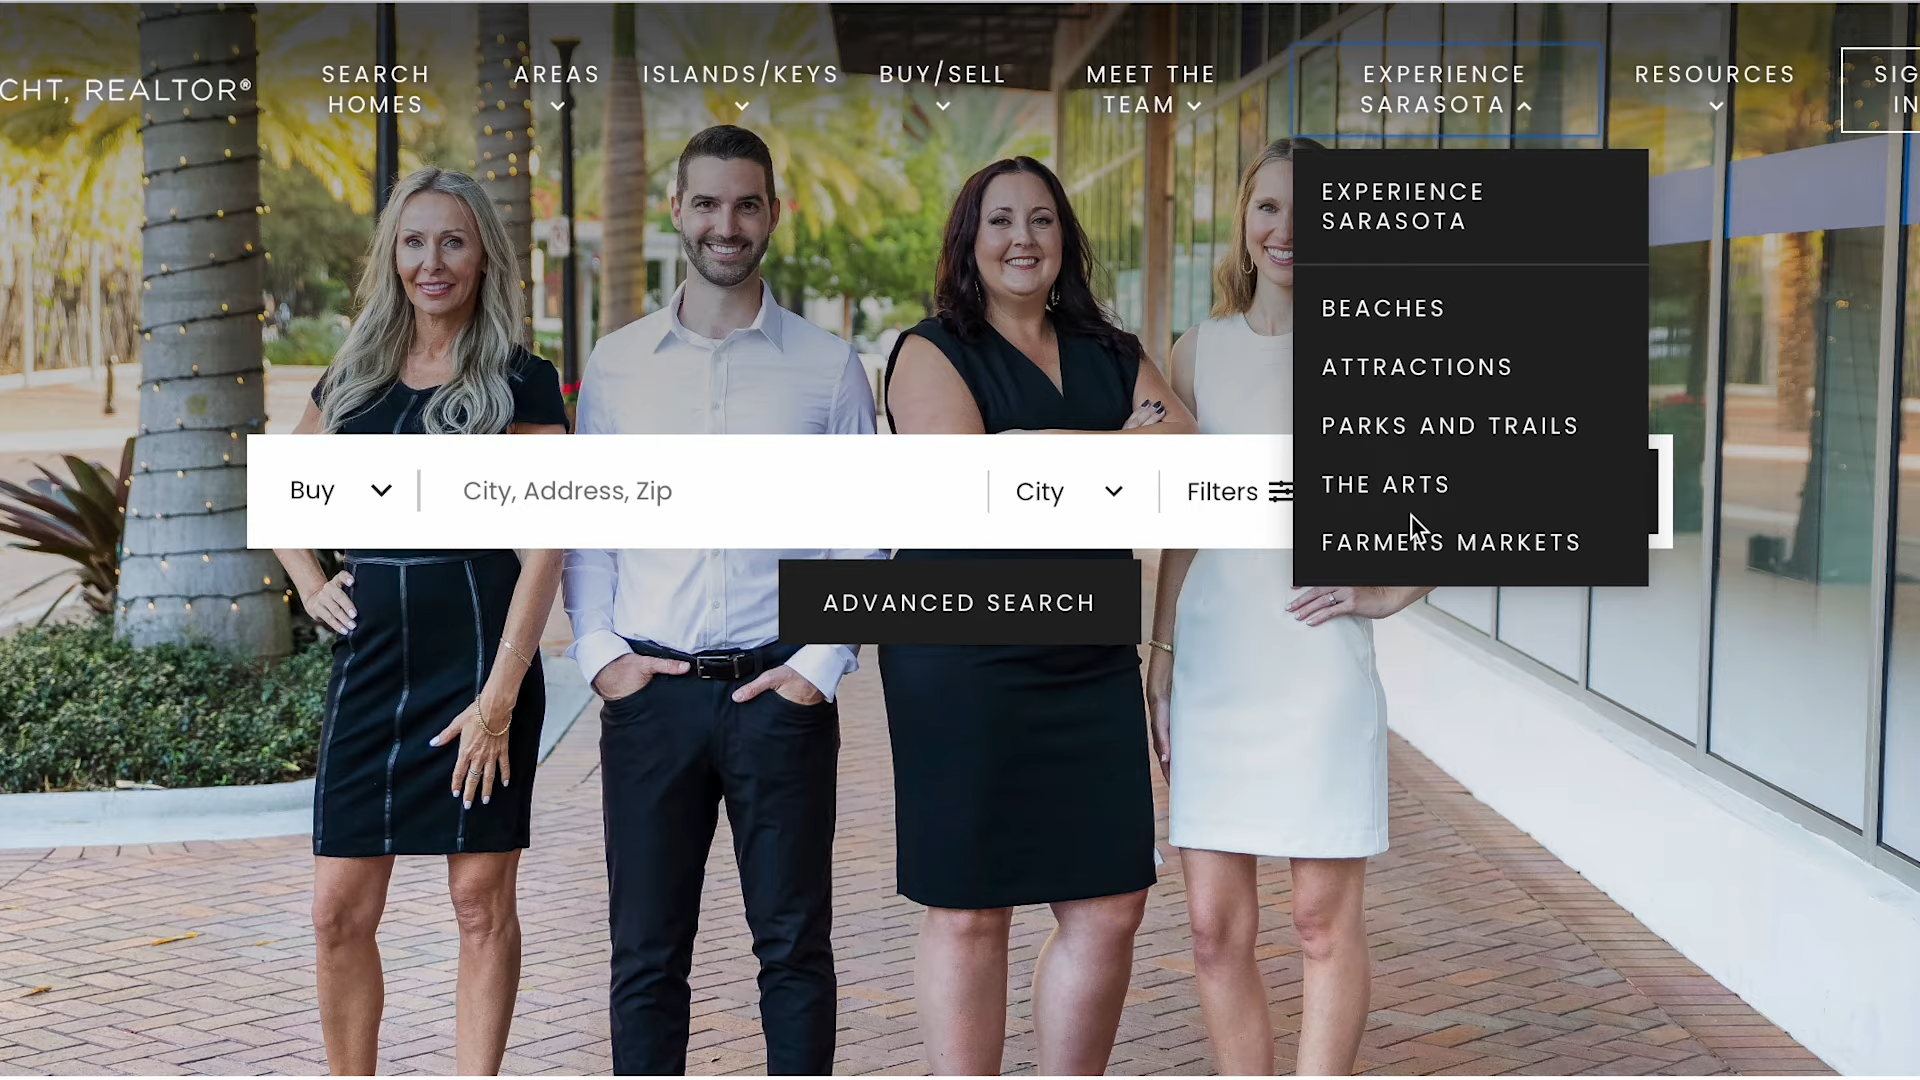 CHT, REALTOR®
SEARCH
HOMES
AREAS
ISLANDS/KEYS
BUY/SELL
MEET THE
TEAM
EXPERIENCE
SARASOTA
RESOURCES
SIG
IN
EXPERIENCE
SARASOTA
BEACHES
ATTRACTIONS
PARKS AND TRAILS
THE ARTS
FARMERS MARKETS
Buy
City, Address, Zip
City
Filters
ADVANCED SEARCH